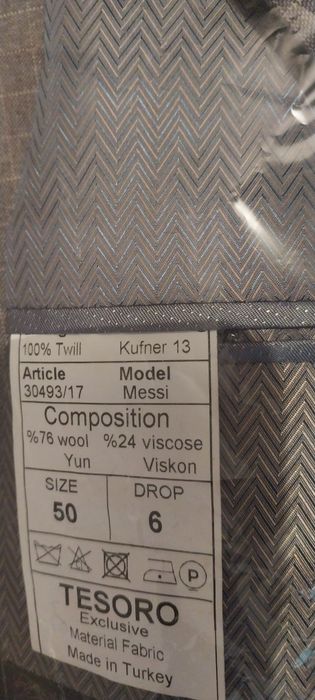 100% Twill Kufner 13
Article Model
30493/17 Messi
Composition
%76 wool %24 viscose
Yun Viskon
SIZE DROP
50 6
P
TESORO
Exclusive
Material Fabric
Made in Turkey